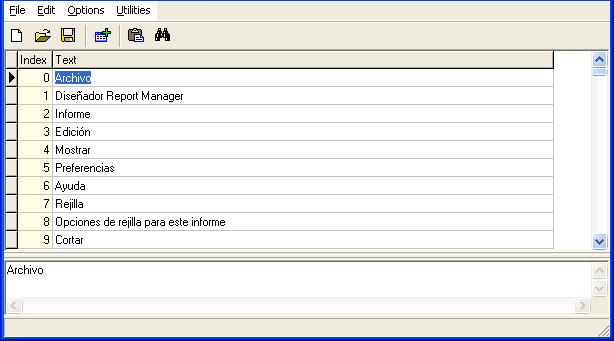 File Edit Options Utilities
Index Text
0 Archivo
1 Diseñador Report Manager
2 Informe
3 Edición
4 Mostrar
5 Preferencias
6 Ayuda
7 Rejilla
8 Opciones de rejilla para este informe
9 Cortar
Archivo